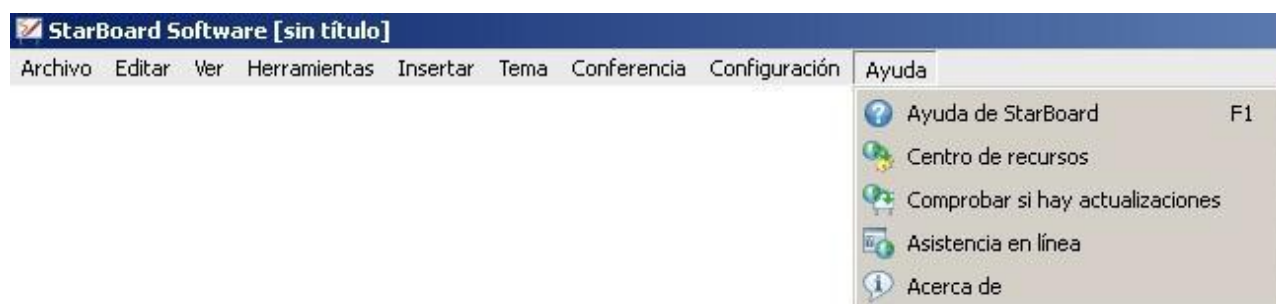 StarBoard Software [sin título]
Archivo Editar Ver Herramientas Insertar Tema Conferencia Configuración Ayuda
Ayuda de StarBoard F1
Centro de recursos
Comprobar si hay actualizaciones
Asistencia en línea
Acerca de